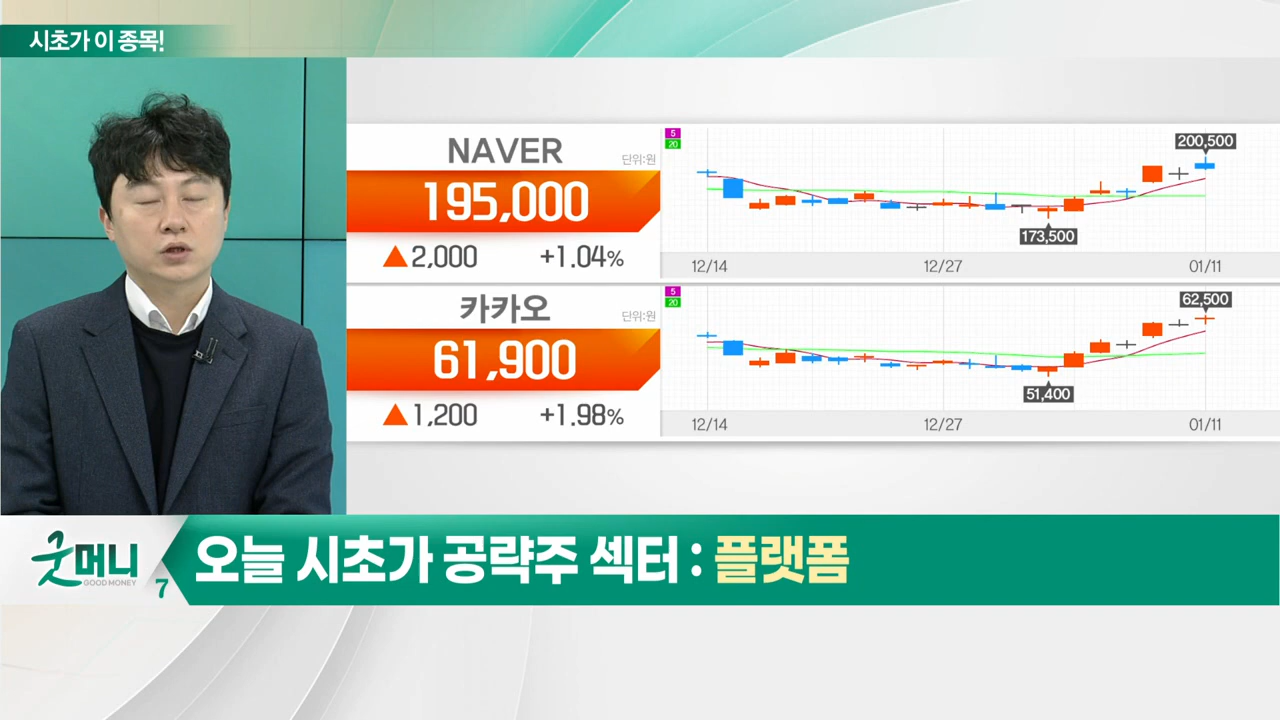 시초가 이 종목!
NAVER
단위:원
195,000
▲2,000 +1.04%
5
20
200,500
173,500
12/14 12/27 01/11
카카오
단위:원
61,900
▲1,200 +1.98%
5
20
62,500
51,400
12/14 12/27 01/11
굿머니
GOOD MONEY
7
오늘 시초가 공략주 섹터 : 플랫폼